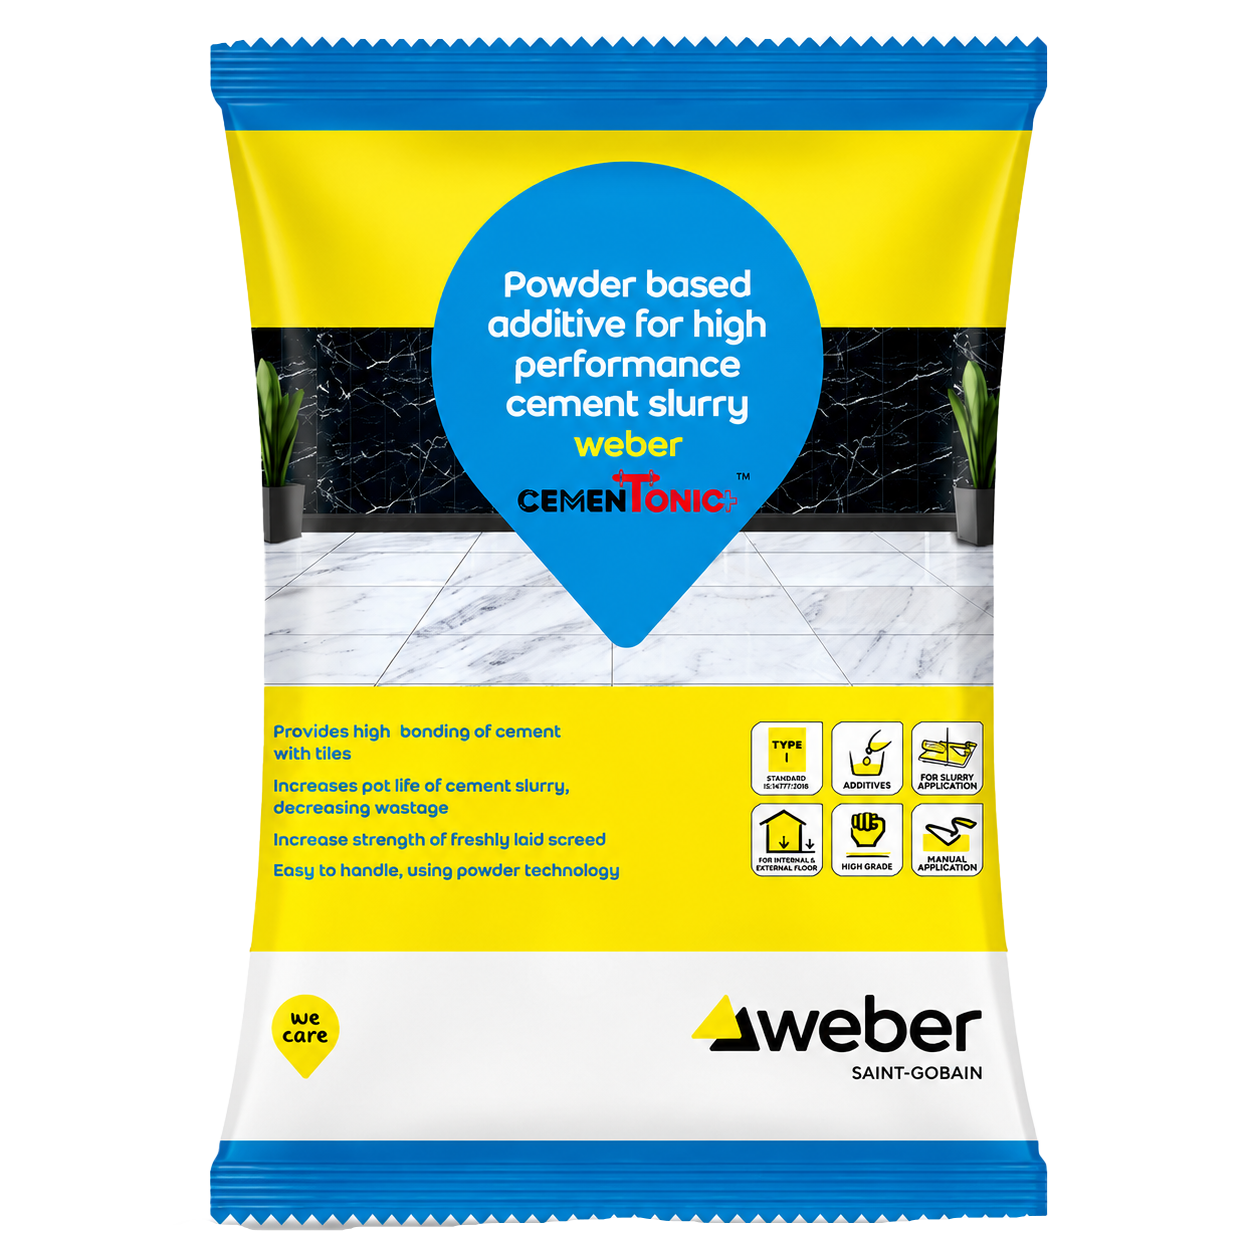 Powder based
additive for high
performance
cement slurry
weber
CEMENTONIC+ ™
Provides high bonding of cement
with tiles
Increases pot life of cement slurry,
decreasing wastage
Increase strength of freshly laid screed
Easy to handle, using powder technology
TYPE
I
STANDARD
IS:14777:2016
ADDITIVES
FOR SLURRY
APPLICATION
FOR INTERNAL &
EXTERNAL FLOOR
HIGH GRADE
MANUAL
APPLICATION
we
care
weber
SAINT-GOBAIN